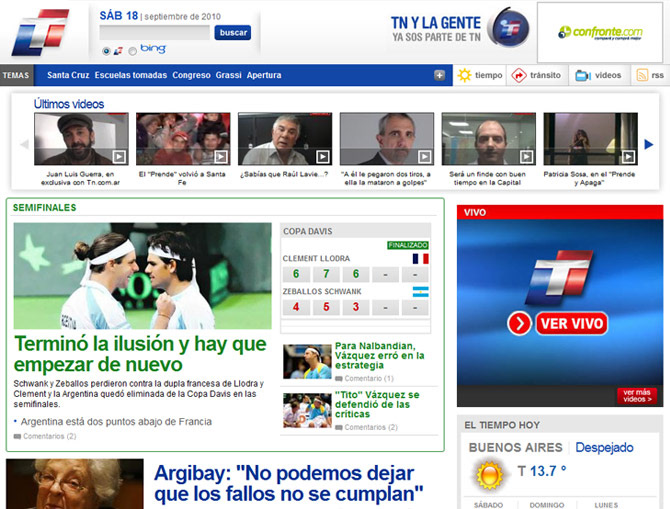 SÁB 18 | septiembre de 2010
buscar
bing
TN Y LA GENTE
YA SOS PARTE DE TN
confronte.com
TEMAS
Santa Cruz Escuelas tomadas Congreso Grassi Apertura
tiempo
tránsito
videos
rss
Últimos videos
Juan Luis Guerra, en
exclusiva con Tn.com.ar
El "Prende" volvió a Santa
Fe
¿Sabías que Raúl Lavie...?
"A él le pegaron dos tiros, a
ella la mataron a golpes"
Será un finde con buen
tiempo en la Capital
Patricia Sosa, en el "Prende
y Apaga"
SEMIFINALES
COPA DAVIS
FINALIZADO
CLEMENT LLODRA
6 7 6 - -
ZEBALLOS SCHWANK
4 5 3 - -
Terminó la ilusión y hay que
empezar de nuevo
Schwank y Zeballos perdieron contra la dupla francesa de Llodra y
Clement y la Argentina quedó eliminada de la Copa Davis en las
semifinales.
Argentina está dos puntos abajo de Francia
Comentarios (2)
Para Nalbandian,
Vázquez erró en la
estrategia
Comentario (1)
"Tito" Vázquez se
defendió de las
críticas
Comentarios (2)
VIVO
VER VIVO
ver más
videos >
EL TIEMPO HOY
BUENOS AIRES
Despejado
T 13.7 º
SÁBADO DOMINGO LUNES
Argibay: "No podemos dejar
que los fallos no se cumplan"